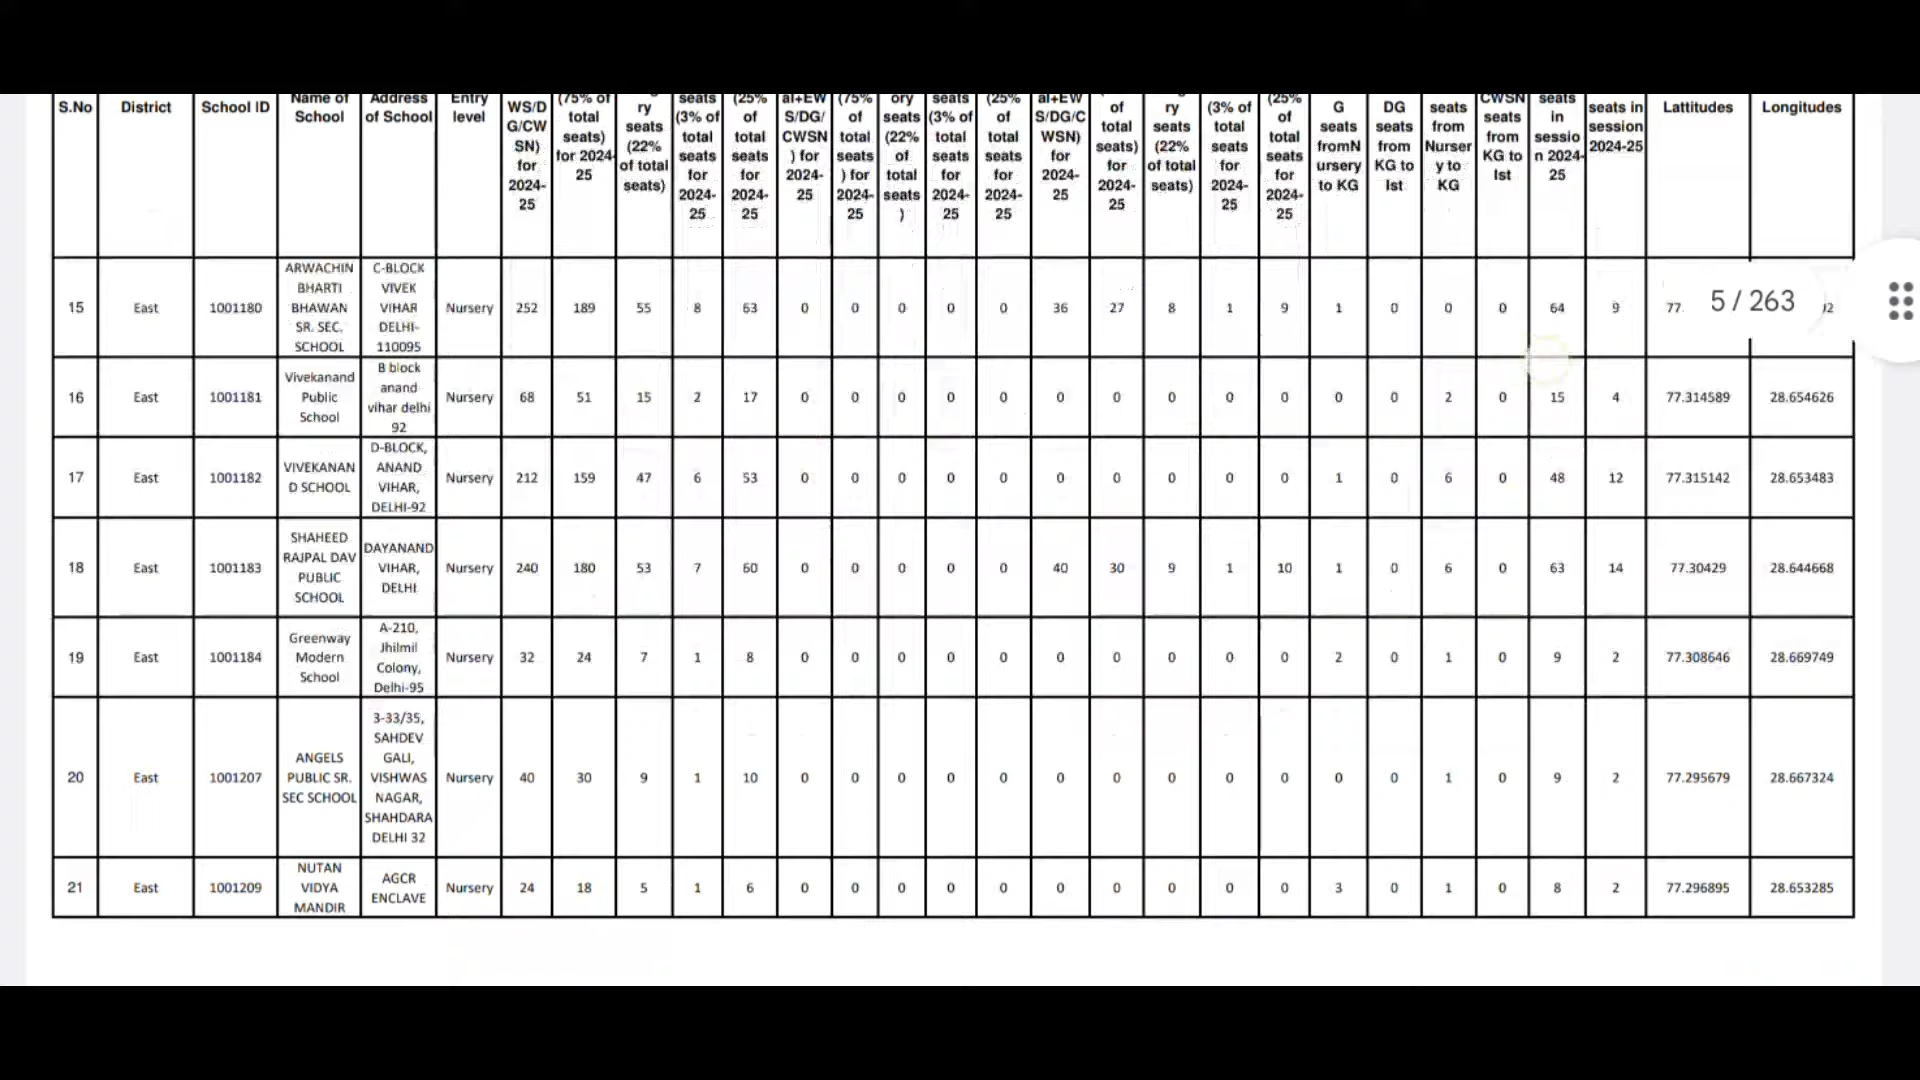 S.No District School ID Name of School Address of School Entry level WS/DG/CWSN) for 2024-25 (75% of total seats) for 2024-25 ry seats (22% of total seats) seats (3% of total seats for 2024-25 (25% of total seats for 2024-25 al+EWS/DG/CWSN) for 2024-25 (75% of total seats) for 2024-25 ory seats (22% of total seats) seats (3% of total seats for 2024-25 (25% of total seats for 2024-25 al+EWS/DG/CWSN) for 2024-25 of total seats) for 2024-25 ry seats (22% of total seats) (3% of total seats for 2024-25 (25% of total seats for 2024-25 G seats fromNursery to KG DG seats from KG to Ist seats from Nursery to KG CWSN seats from KG to Ist seats in session 2024-25 seats in session 2024-25 Lattitudes Longitudes
15 East 1001180 ARWACHIN BHARTI BHAWAN SR. SEC. SCHOOL C-BLOCK VIVEK VIHAR DELHI-110095 Nursery 252 189 55 8 63 0 0 0 0 0 36 27 8 1 9 1 0 0 0 64 9 77.
5 / 263
16 East 1001181 Vivekanand Public School B block anand vihar delhi 92 Nursery 68 51 15 2 17 0 0 0 0 0 0 0 0 0 0 0 0 2 0 15 4 77.314589 28.654626
17 East 1001182 VIVEKANAND SCHOOL D-BLOCK, ANAND VIHAR, DELHI-92 Nursery 212 159 47 6 53 0 0 0 0 0 0 0 0 0 0 1 0 6 0 48 12 77.315142 28.653483
18 East 1001183 SHAHEED RAJPAL DAV PUBLIC SCHOOL DAYANAND VIHAR, DELHI Nursery 240 180 53 7 60 0 0 0 0 0 40 30 9 1 10 1 0 6 0 63 14 77.30429 28.644668
19 East 1001184 Greenway Modern School A-210, Jhilmil Colony, Delhi-95 Nursery 32 24 7 1 8 0 0 0 0 0 0 0 0 0 0 2 0 1 0 9 2 77.308646 28.669749
20 East 1001207 ANGELS PUBLIC SR. SEC SCHOOL 3-33/35, SAHDEV GALI, VISHWAS NAGAR, SHAHDARA DELHI 32 Nursery 40 30 9 1 10 0 0 0 0 0 0 0 0 0 0 0 0 1 0 9 2 77.295679 28.667324
21 East 1001209 NUTAN VIDYA MANDIR AGCR ENCLAVE Nursery 24 18 5 1 6 0 0 0 0 0 0 0 0 0 0 3 0 1 0 8 2 77.296895 28.653285